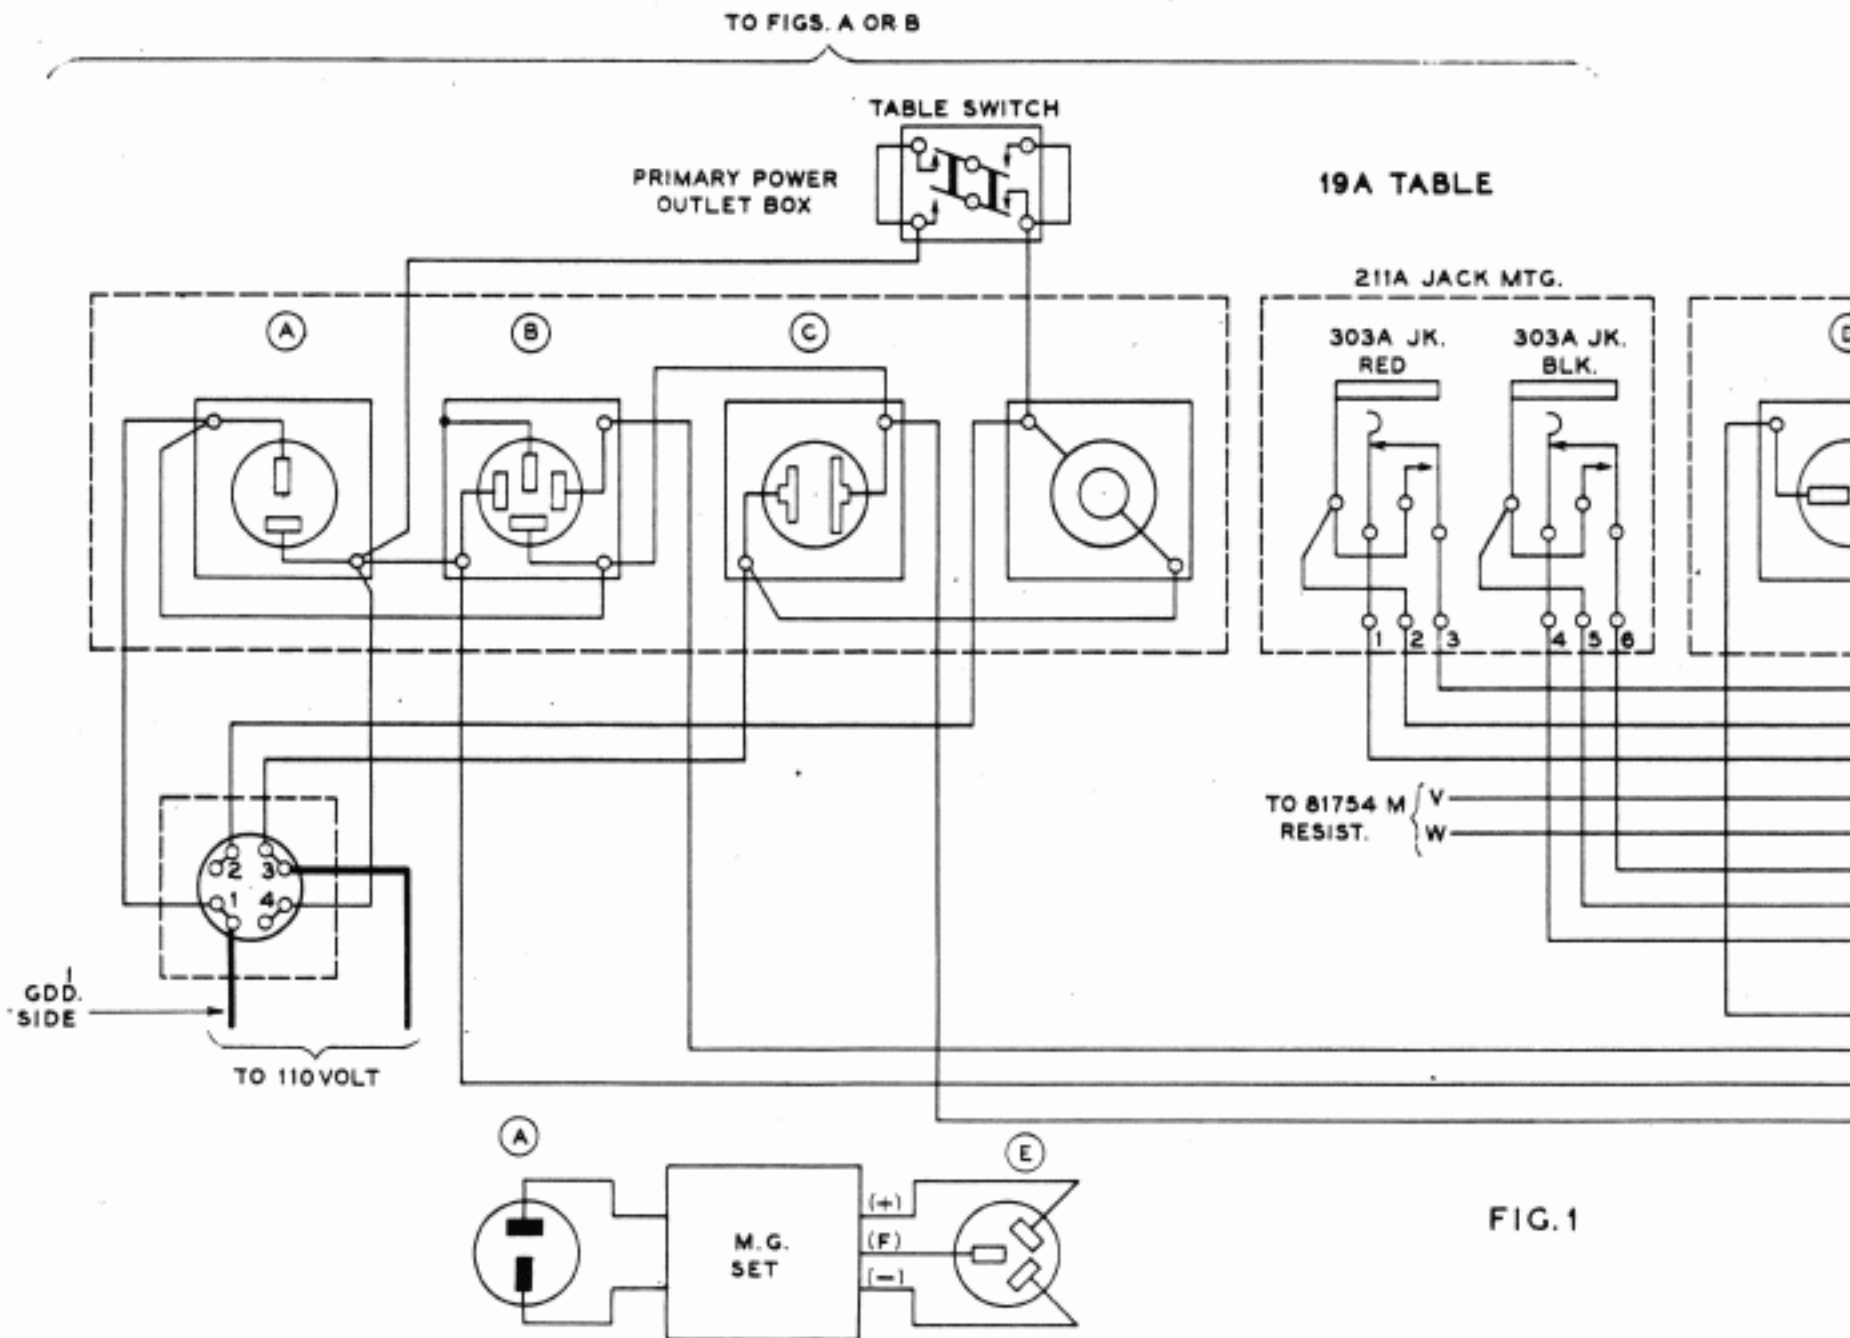 TO FIGS. A OR B
TABLE SWITCH
PRIMARY POWER
OUTLET BOX
19A TABLE
211A JACK MTG.
A
B
C
303A JK.
RED
303A JK.
BLK.
1 2 3 4 5 6
TO 81754 M
RESIST.
V
W
2 3
1 4
1
GDD.
SIDE
TO 110 VOLT
A
E
M.G.
SET
(+)
(F)
(-)
FIG. 1